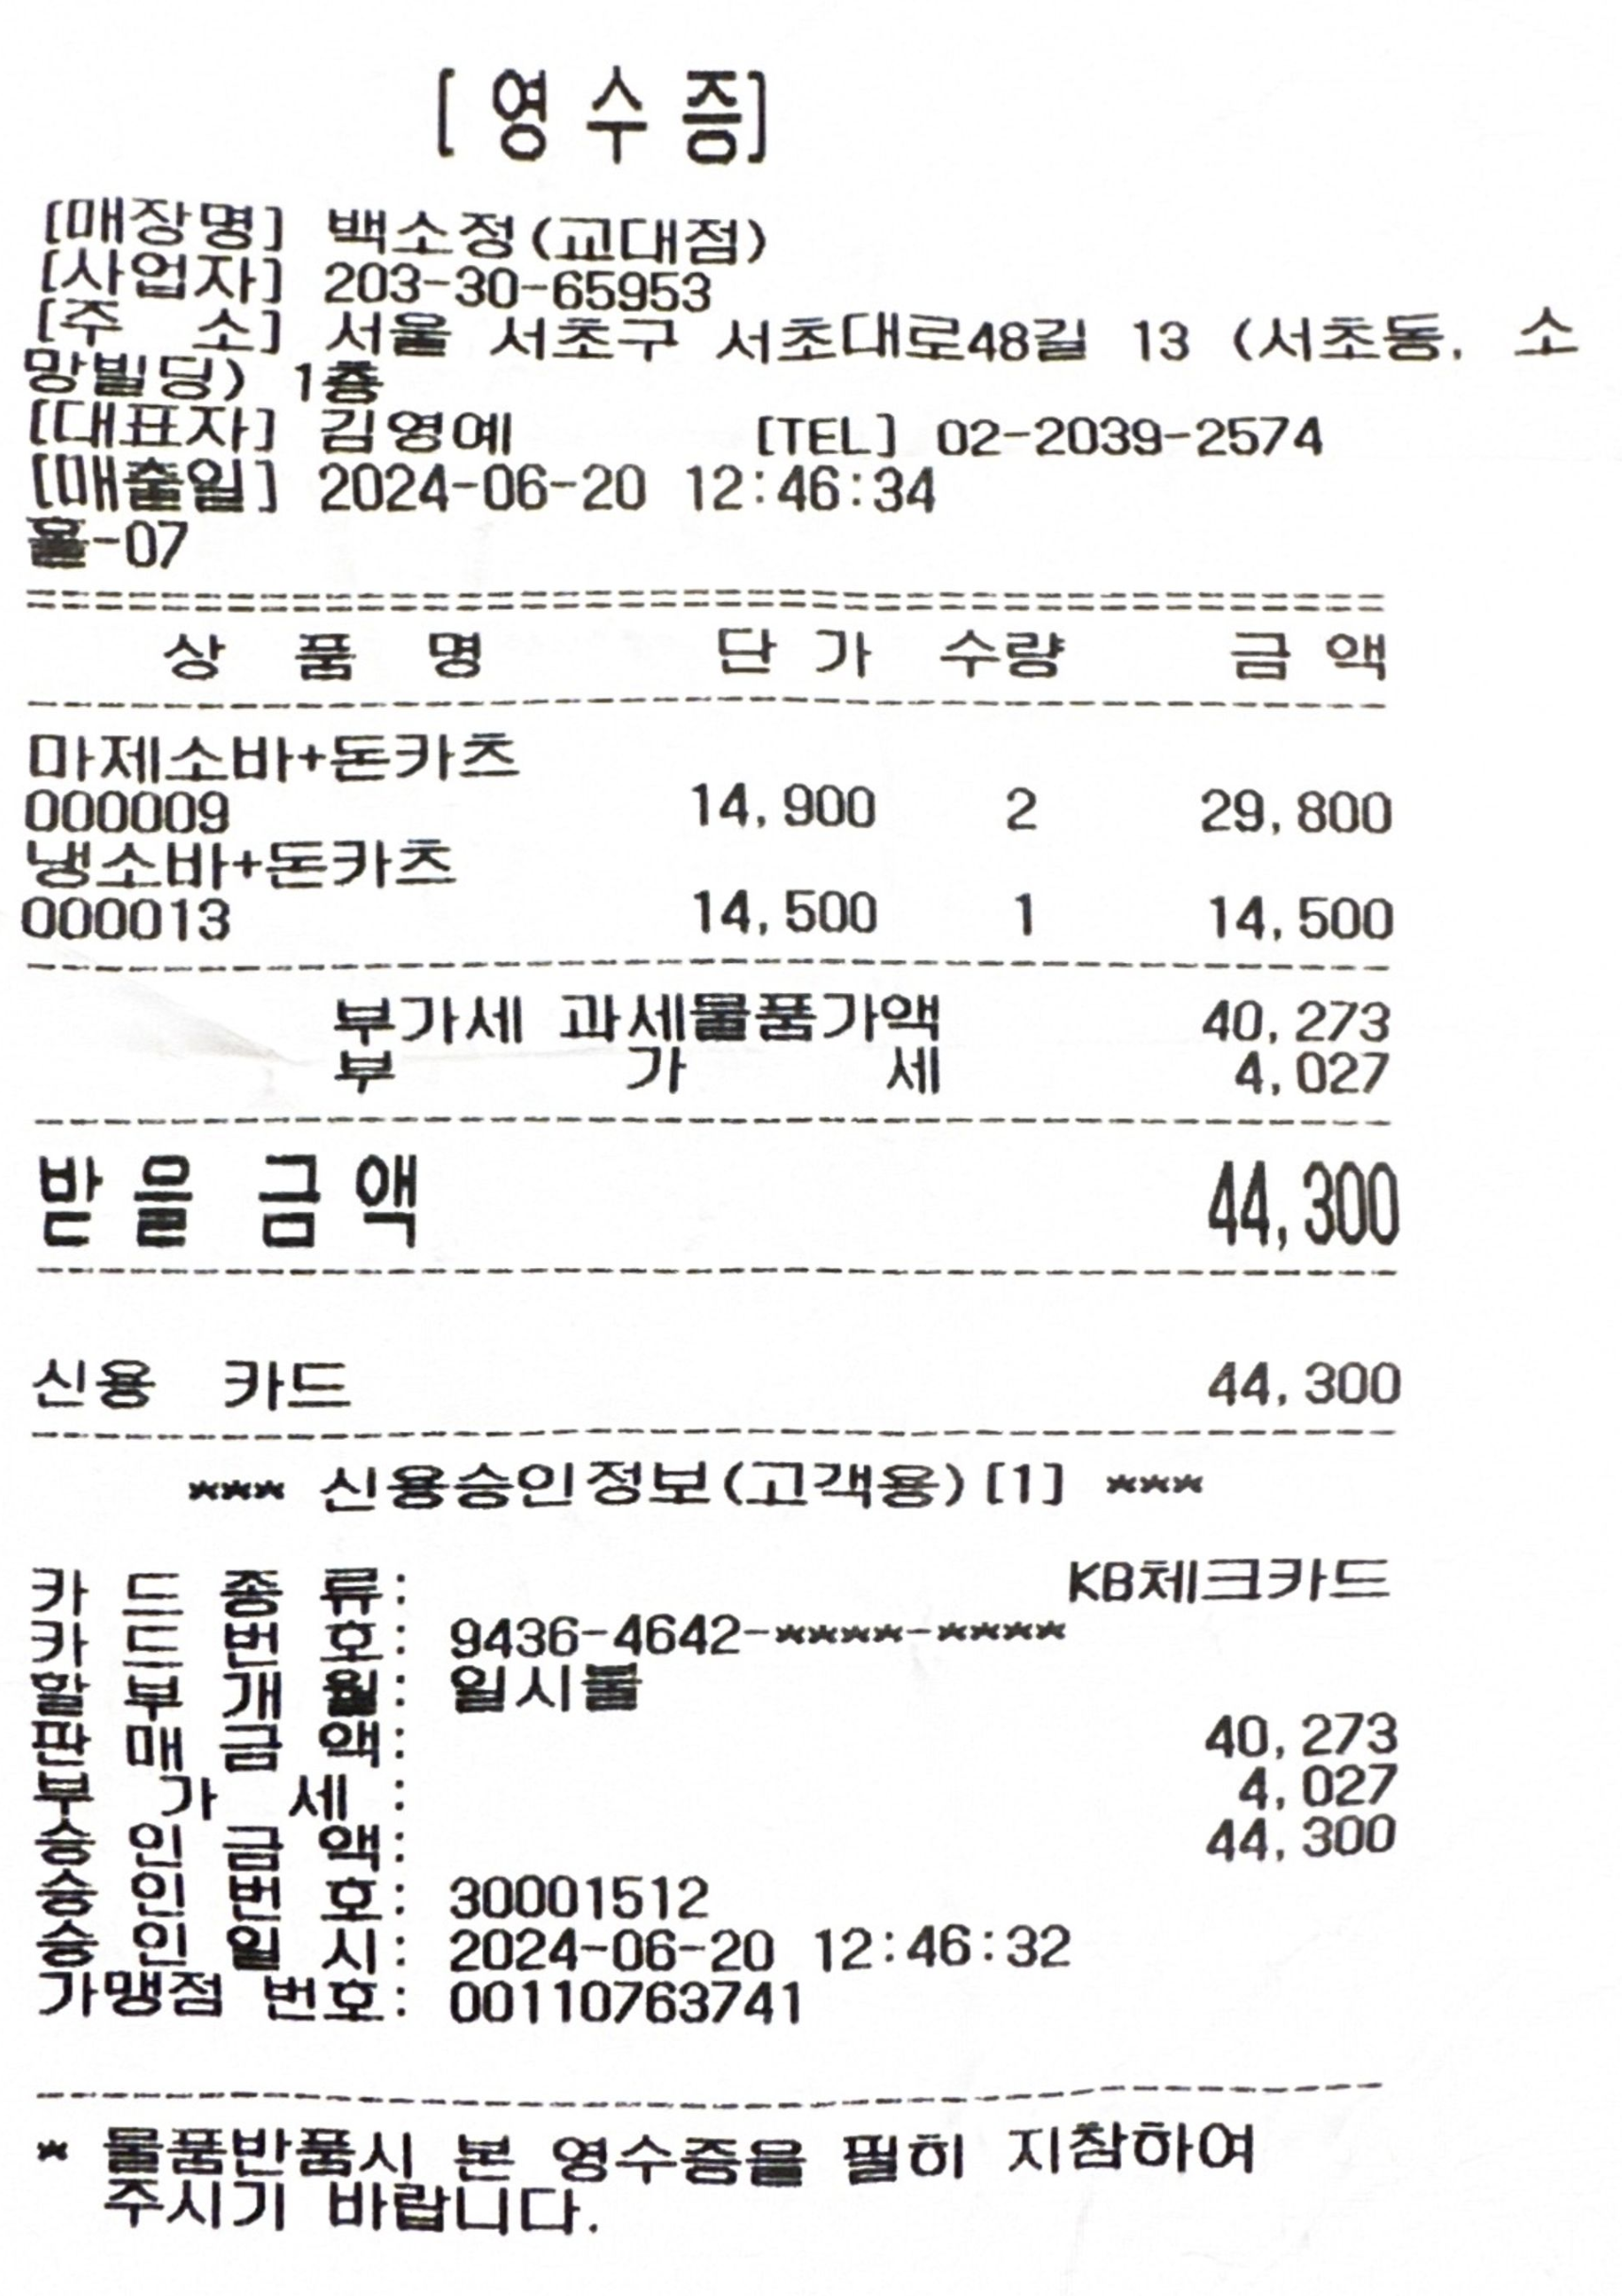 [ 영 수 증]
[매장명] 백소정(교대점)
[사업자] 203-30-65953
[주  소] 서울 서초구 서초대로48길 13 (서초동, 소
망빌딩) 1층
[대표자] 김영예 [TEL] 02-2039-2574
[매출일] 2024-06-20 12:46:34
홀-07
==========================================
상 품 명 단 가 수량 금 액
------------------------------------------
마제소바+돈카츠
000009 14,900 2 29,800
냉소바+돈카츠
000013 14,500 1 14,500
------------------------------------------
부가세 과세물품가액 40,273
부 가 세 4,027
------------------------------------------
받 을 금 액 44,300
------------------------------------------
신용 카드 44,300
------------------------------------------
*** 신용승인정보(고객용)[1] ***
카 드 종 류: KB체크카드
카 드 번 호: 9436-4642-****-****
할 부 개 월: 일시불
판 매 금 액: 40,273
부 가 세 : 4,027
승 인 금 액: 44,300
승 인 번 호: 30001512
승 인 일 시: 2024-06-20 12:46:32
가맹점 번호: 00110763741
------------------------------------------
* 물품반품시 본 영수증을 필히 지참하여
주시기 바랍니다.